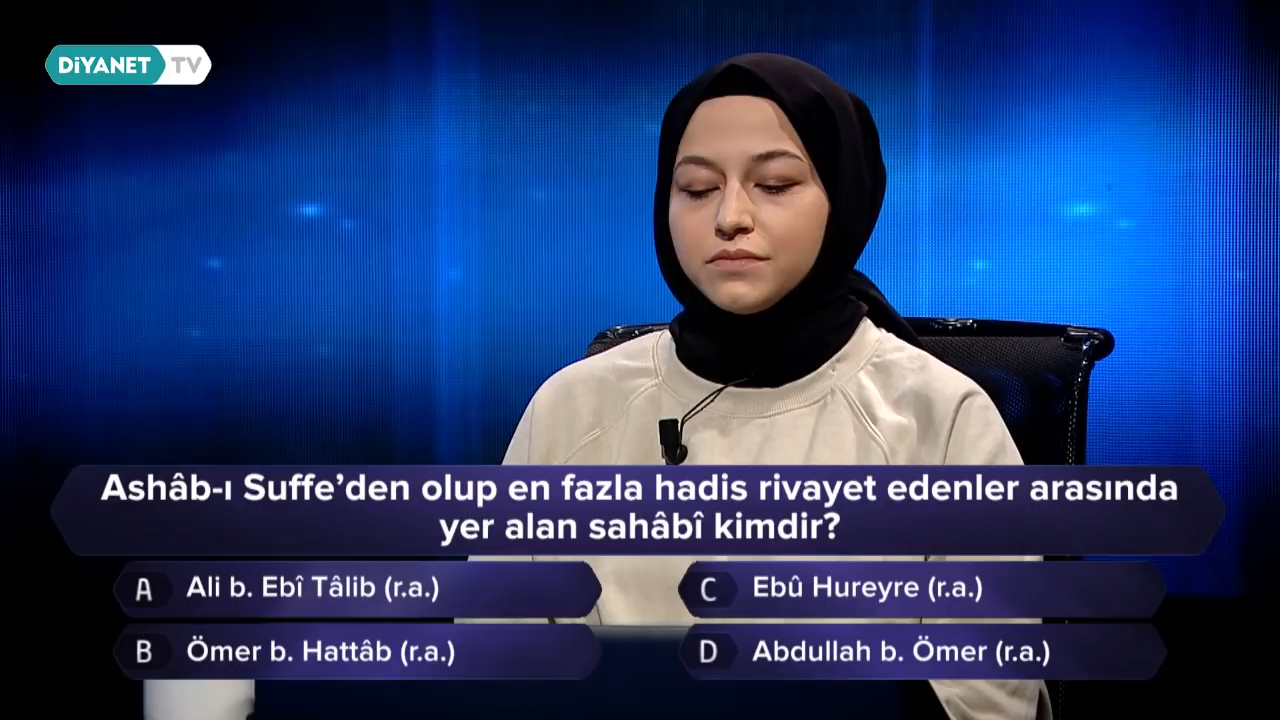 DİYANET TV
Ashâb-ı Suffe’den olup en fazla hadis rivayet edenler arasında
yer alan sahâbî kimdir?
A Ali b. Ebî Tâlib (r.a.)
C Ebû Hureyre (r.a.)
B Ömer b. Hattâb (r.a.)
D Abdullah b. Ömer (r.a.)